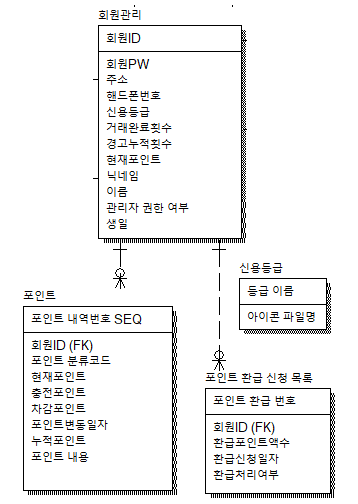 회원관리
회원ID
회원PW
주소
핸드폰번호
신용등급
거래완료횟수
경고누적횟수
현재포인트
닉네임
이름
관리자 권한 여부
생일
포인트
포인트 내역번호 SEQ
회원ID (FK)
포인트 분류코드
현재포인트
충전포인트
차감포인트
포인트변동일자
누적포인트
포인트 내용
신용등급
등급 이름
아이콘 파일명
포인트 환급 신청 목록
포인트 환급 번호
회원ID (FK)
환급포인트액수
환급신청일자
환급처리여부